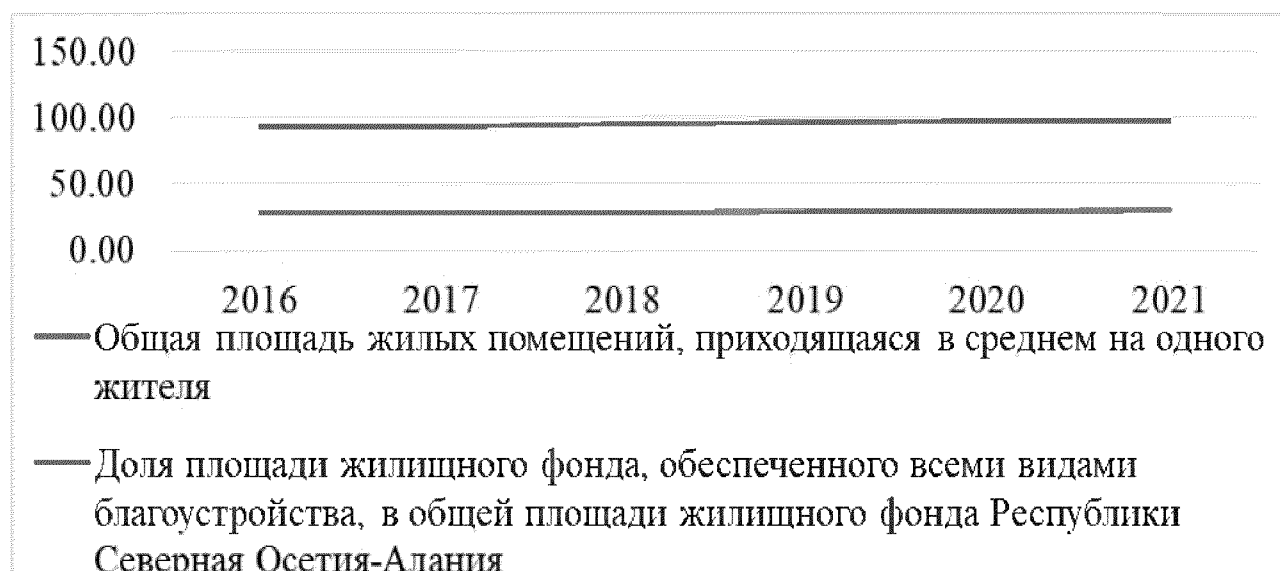 150.00
100.00
50.00
0.00
2016 2017 2018 2019 2020 2021
Общая площадь жилых помещений, приходящаяся в среднем на одного
жителя
Доля площади жилищного фонда, обеспеченного всеми видами
благоустройства, в общей площади жилищного фонда Республики
Северная Осетия-Алания